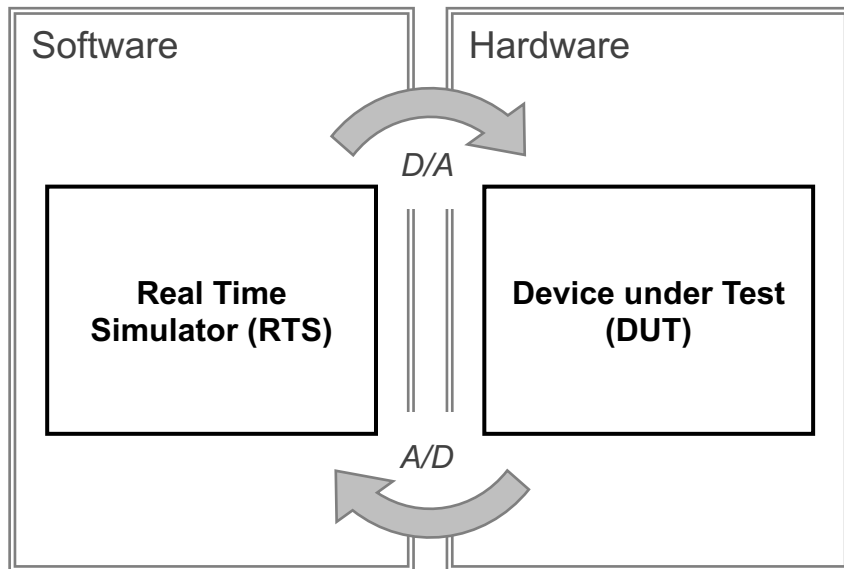 Software
Hardware
D/A
Real Time
Simulator (RTS)
Device under Test
(DUT)
A/D